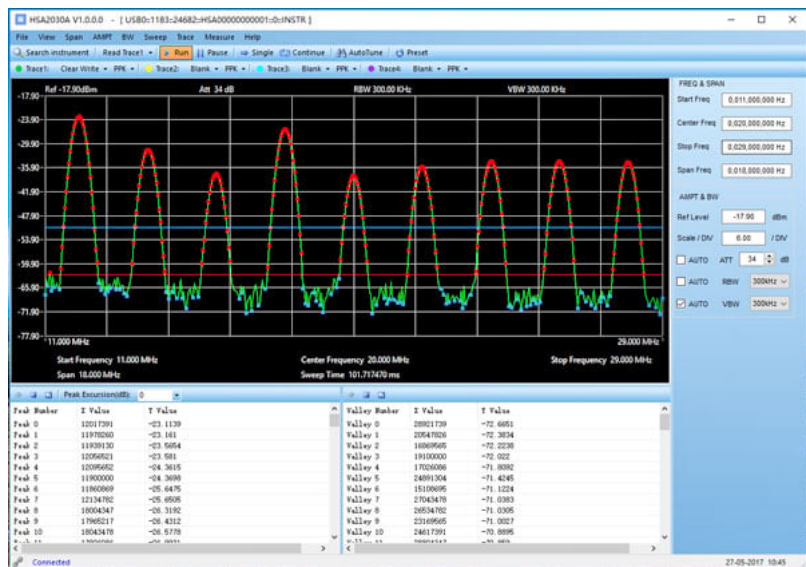 HSA2030A V1.0.0.0 - [ USB0::1183::24682::HSA00000000001::0::INSTR ]
File View Span AMPT BW Sweep Trace Measure Help
Search instrument Read Trace1 Run Pause Single Continue AutoTune Preset
Trace1: Clear Write PPK Trace2: Blank PPK Trace3: Blank PPK Trace4: Blank PPK
Ref -17.90dBm Att 34 dB RBW 300.00 KHz VBW 300.00 KHz
-17.90
-23.90
-29.90
-35.90
-41.90
-47.90
-53.90
-59.90
-65.90
-71.90
-77.90
11.000 MHz 29.000 MHz
Start Frequency 11.000 MHz Center Frequency 20.000 MHz Stop Frequency 29.000 MHz
Span 18.000 MHz Sweep Time 101.717470 ms
FREQ & SPAN
Start Freq 0,011,000,000 Hz
Center Freq 0,020,000,000 Hz
Stop Freq 0,029,000,000 Hz
Span Freq 0,018,000,000 Hz
AMPT & BW
Ref Level -17.90 dBm
Scale / DIV 6.00 / DIV
AUTO ATT 34 dB
AUTO RBW 300kHz
AUTO VBW 300kHz
Peak Excursion(dB): 0
Peak Number X Value Y Value
Peak 0 12017391 -23.1139
Peak 1 11978260 -23.161
Peak 2 11939130 -23.5654
Peak 3 12056521 -23.581
Peak 4 12095652 -24.3615
Peak 5 11900000 -24.3698
Peak 6 11860869 -25.6475
Peak 7 12134782 -25.6505
Peak 8 18004347 -26.3192
Peak 9 17965217 -26.4312
Peak 10 18043478 -26.5778
Valley Number X Value Y Value
Valley 0 28921739 -72.6651
Valley 1 20547826 -72.3834
Valley 2 16869565 -72.2238
Valley 3 19100000 -72.022
Valley 4 17026086 -71.8092
Valley 5 24891304 -71.4245
Valley 6 15108695 -71.1224
Valley 7 27043478 -71.0383
Valley 8 26534782 -71.0305
Valley 9 23169565 -71.0027
Valley 10 24617391 -70.8895
Connected 27-05-2017 10:45